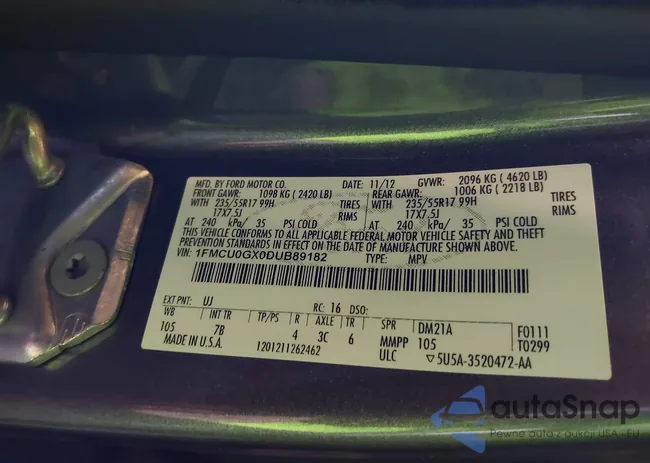 MFD. BY FORD MOTOR CO. DATE: 11/12 GVWR: 2096 KG ( 4620 LB)
FRONT GAWR: 1098 KG ( 2420 LB) REAR GAWR: 1006 KG ( 2218 LB)
WITH 235/55R17 99H TIRES WITH 235/55R17 99H TIRES
17X7.5J RIMS 17X7.5J RIMS
AT 240 kPa/ 35 PSI COLD AT 240 kPa/ 35 PSI COLD
THIS VEHICLE CONFORMS TO ALL APPLICABLE FEDERAL MOTOR VEHICLE SAFETY AND THEFT
PREVENTION STANDARDS IN EFFECT ON THE DATE OF MANUFACTURE SHOWN ABOVE.
VIN: 1FMCU0GX0DUB89182 TYPE: MPV
EXT PNT: UJ RC: 16 DSO:
WB INT TR TP/PS R AXLE TR SPR DM21A F0111
105 7B 4 3C 6 MMPP 105 T0299
MADE IN U.S.A. 1201211262462 ULC ▽5U5A-3520472-AA
autaSnap
Pewne auta z aukcji USA i EU